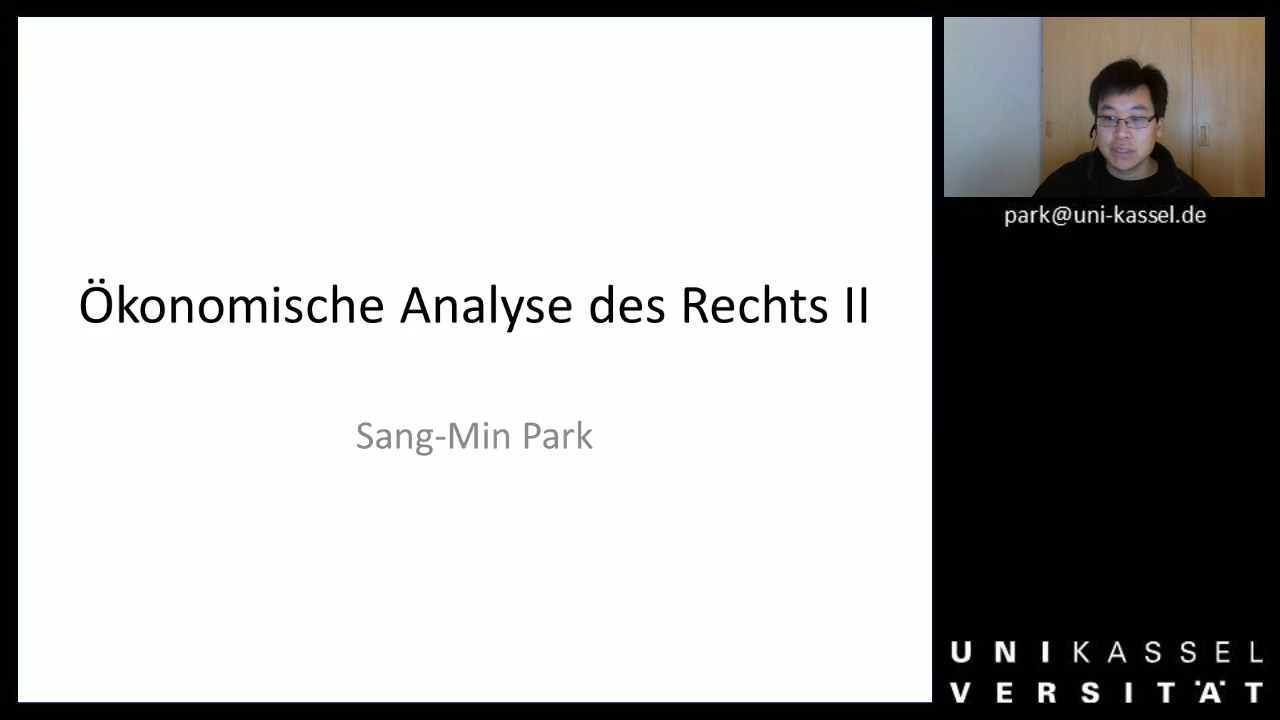 Ökonomische Analyse des Rechts II
Sang-Min Park
park@uni-kassel.de
UNIKASSEL
VERSITÄT